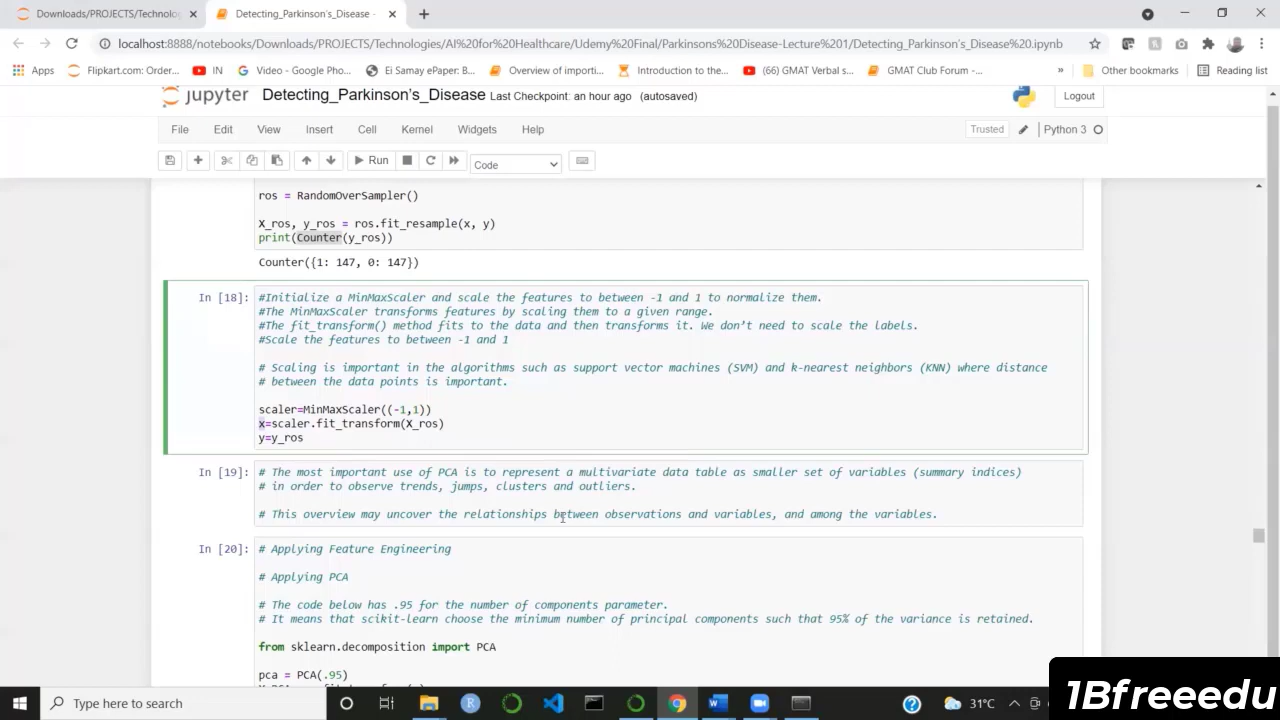 Downloads/PROJECTS/Technolog
Detecting_Parkinson's_Disease -
localhost:8888/notebooks/Downloads/PROJECTS/Technologies/AI%20for%20Healthcare/Udemy%20Final/Parkinsons%20Disease-Lecture%201/Detecting_Parkinson's_Disease%20.ipynb
Apps
Flipkart.com: Order...
IN
Video - Google Pho...
Ei Samay ePaper: B...
Overview of importi...
Introduction to the...
(66) GMAT Verbal s...
GMAT Club Forum -...
»
Other bookmarks
Reading list
jupyter Detecting_Parkinson's_Disease Last Checkpoint: an hour ago (autosaved)
Logout
File Edit View Insert Cell Kernel Widgets Help
Trusted
Python 3
Run
Code
ros = RandomOverSampler()
X_ros, y_ros = ros.fit_resample(x, y)
print(Counter(y_ros))
Counter({1: 147, 0: 147})
In [18]:
#Initialize a MinMaxScaler and scale the features to between -1 and 1 to normalize them.
#The MinMaxScaler transforms features by scaling them to a given range.
#The fit_transform() method fits to the data and then transforms it. We don't need to scale the labels.
#Scale the features to between -1 and 1
# Scaling is important in the algorithms such as support vector machines (SVM) and k-nearest neighbors (KNN) where distance
# between the data points is important.
scaler=MinMaxScaler((-1,1))
x=scaler.fit_transform(X_ros)
y=y_ros
In [19]:
# The most important use of PCA is to represent a multivariate data table as smaller set of variables (summary indices)
# in order to observe trends, jumps, clusters and outliers.
# This overview may uncover the relationships between observations and variables, and among the variables.
In [20]:
# Applying Feature Engineering
# Applying PCA
# The code below has .95 for the number of components parameter.
# It means that scikit-learn choose the minimum number of principal components such that 95% of the variance is retained.
from sklearn.decomposition import PCA
pca = PCA(.95)
Type here to search
31°C
1Bfreeedu